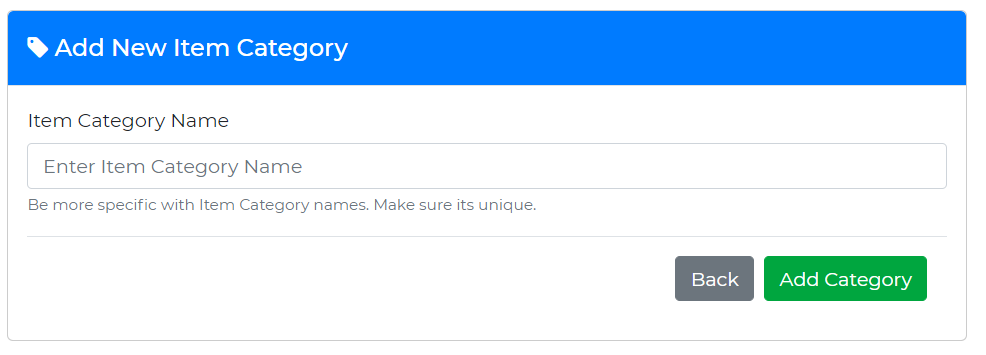 Add New Item Category
Item Category Name
Enter Item Category Name
Be more specific with Item Category names. Make sure its unique.
Back
Add Category